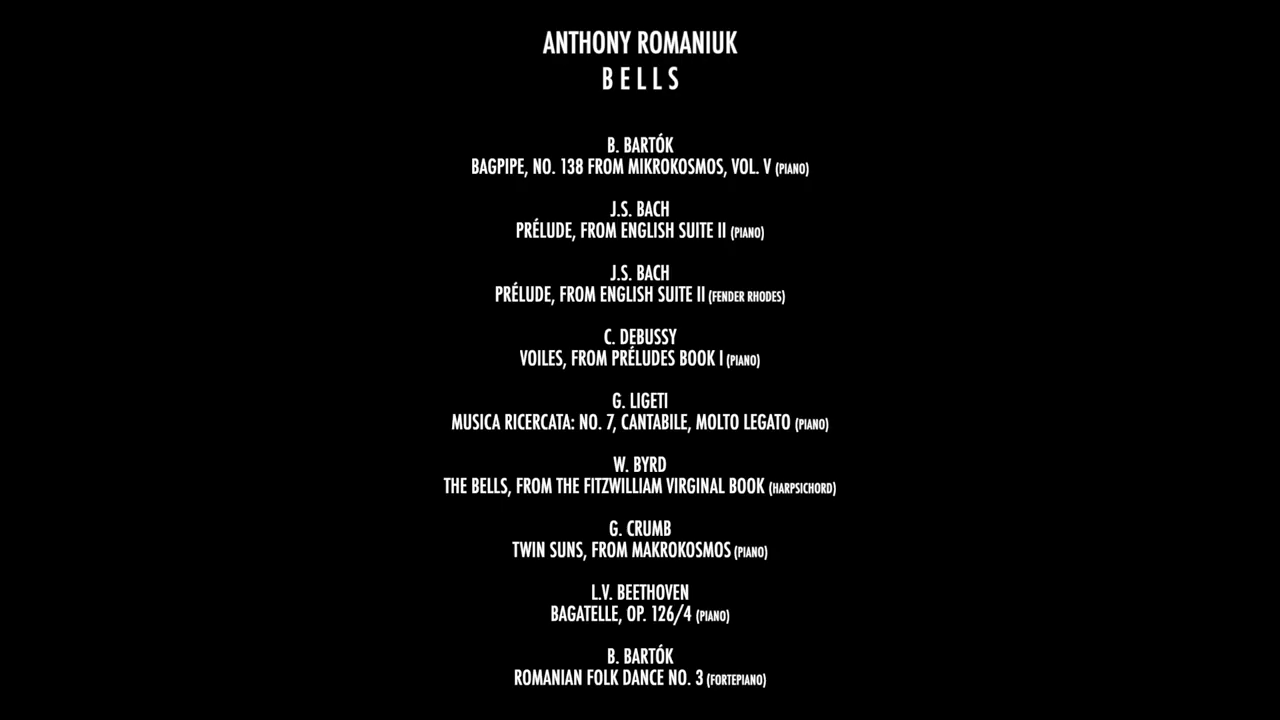 ANTHONY ROMANIUK
BELLS
B. BARTÓK
BAGPIPE, NO. 138 FROM MIKROKOSMOS, VOL. V (PIANO)
J.S. BACH
PRÉLUDE, FROM ENGLISH SUITE II (PIANO)
J.S. BACH
PRÉLUDE, FROM ENGLISH SUITE II (FENDER RHODES)
C. DEBUSSY
VOILES, FROM PRÉLUDES BOOK I (PIANO)
G. LIGETI
MUSICA RICERCATA: NO. 7, CANTABILE, MOLTO LEGATO (PIANO)
W. BYRD
THE BELLS, FROM THE FITZWILLIAM VIRGINAL BOOK (HARPSICHORD)
G. CRUMB
TWIN SUNS, FROM MAKROKOSMOS (PIANO)
L.V. BEETHOVEN
BAGATELLE, OP. 126/4 (PIANO)
B. BARTÓK
ROMANIAN FOLK DANCE NO. 3 (FORTEPIANO)